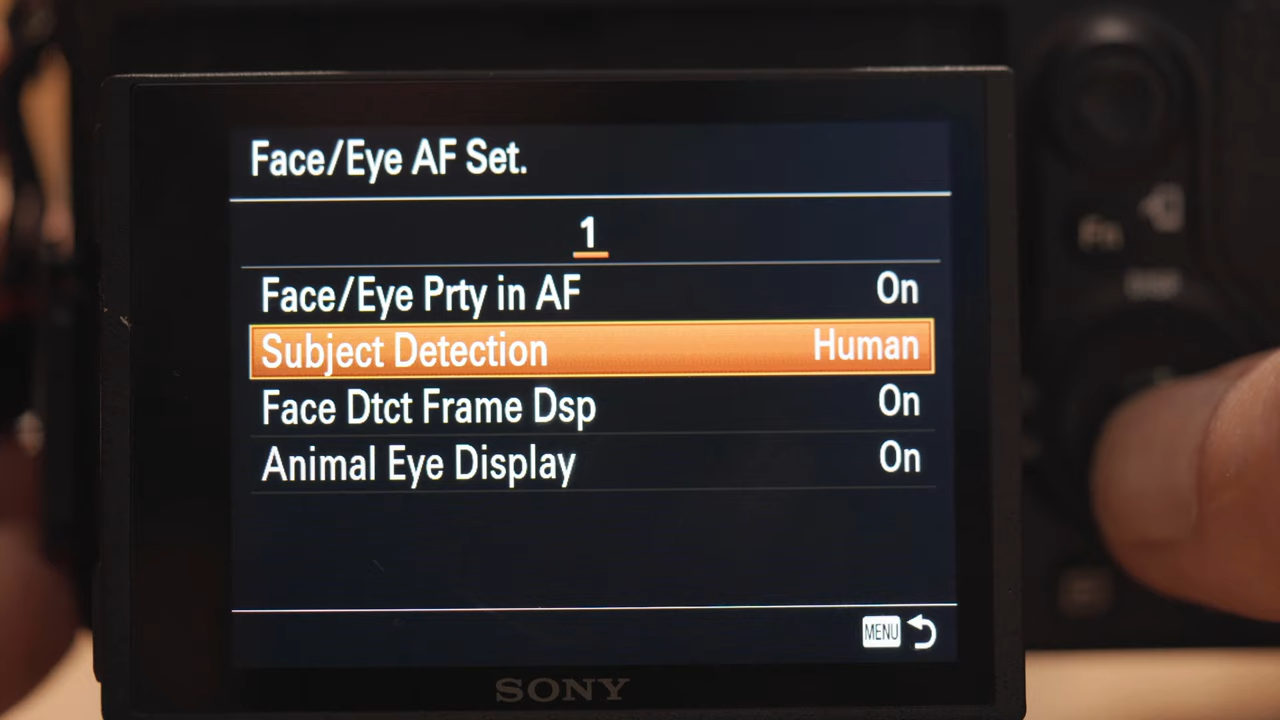 Face/Eye AF Set.
1
Face/Eye Prty in AF On
Subject Detection Human
Face Dtct Frame Dsp On
Animal Eye Display On
MENU
SONY
Fn